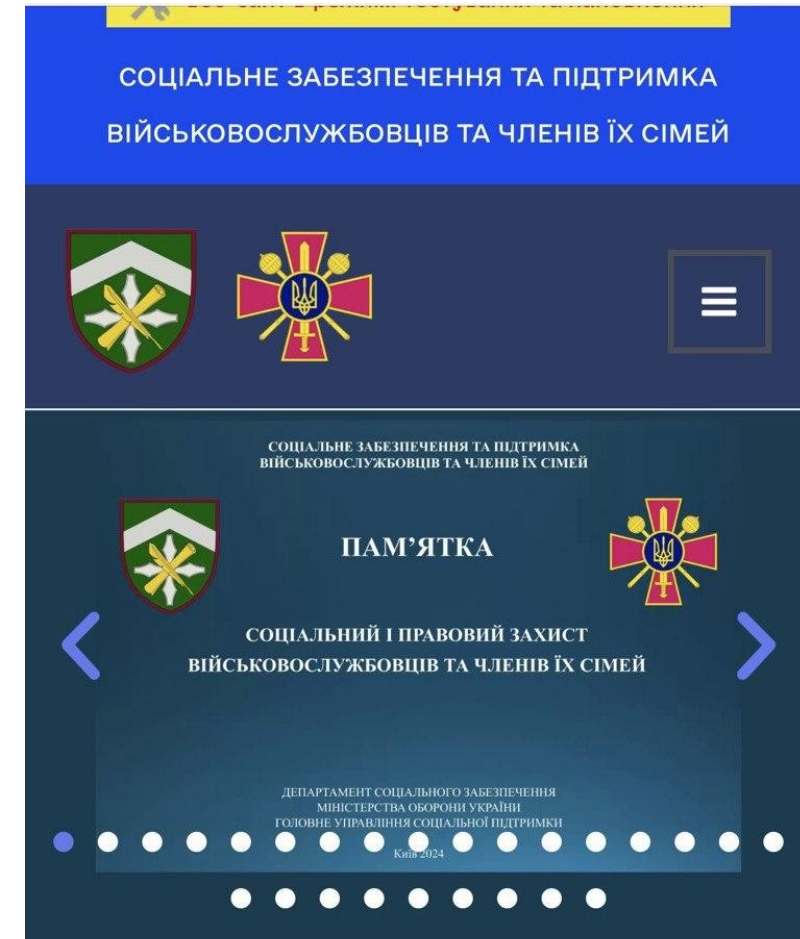 СОЦІАЛЬНЕ ЗАБЕЗПЕЧЕННЯ ТА ПІДТРИМКА
ВІЙСЬКОВОСЛУЖБОВЦІВ ТА ЧЛЕНІВ ЇХ СІМЕЙ
СОЦІАЛЬНЕ ЗАБЕЗПЕЧЕННЯ ТА ПІДТРИМКА
ВІЙСЬКОВОСЛУЖБОВЦІВ ТА ЧЛЕНІВ ЇХ СІМЕЙ
ПАМ’ЯТКА
СОЦІАЛЬНИЙ І ПРАВОВИЙ ЗАХИСТ
ВІЙСЬКОВОСЛУЖБОВЦІВ ТА ЧЛЕНІВ ЇХ СІМЕЙ
ДЕПАРТАМЕНТ СОЦІАЛЬНОГО ЗАБЕЗПЕЧЕННЯ
МІНІСТЕРСТВА ОБОРОНИ УКРАЇНИ
ГОЛОВНЕ УПРАВЛІННЯ СОЦІАЛЬНОЇ ПІДТРИМКИ
Київ 2024